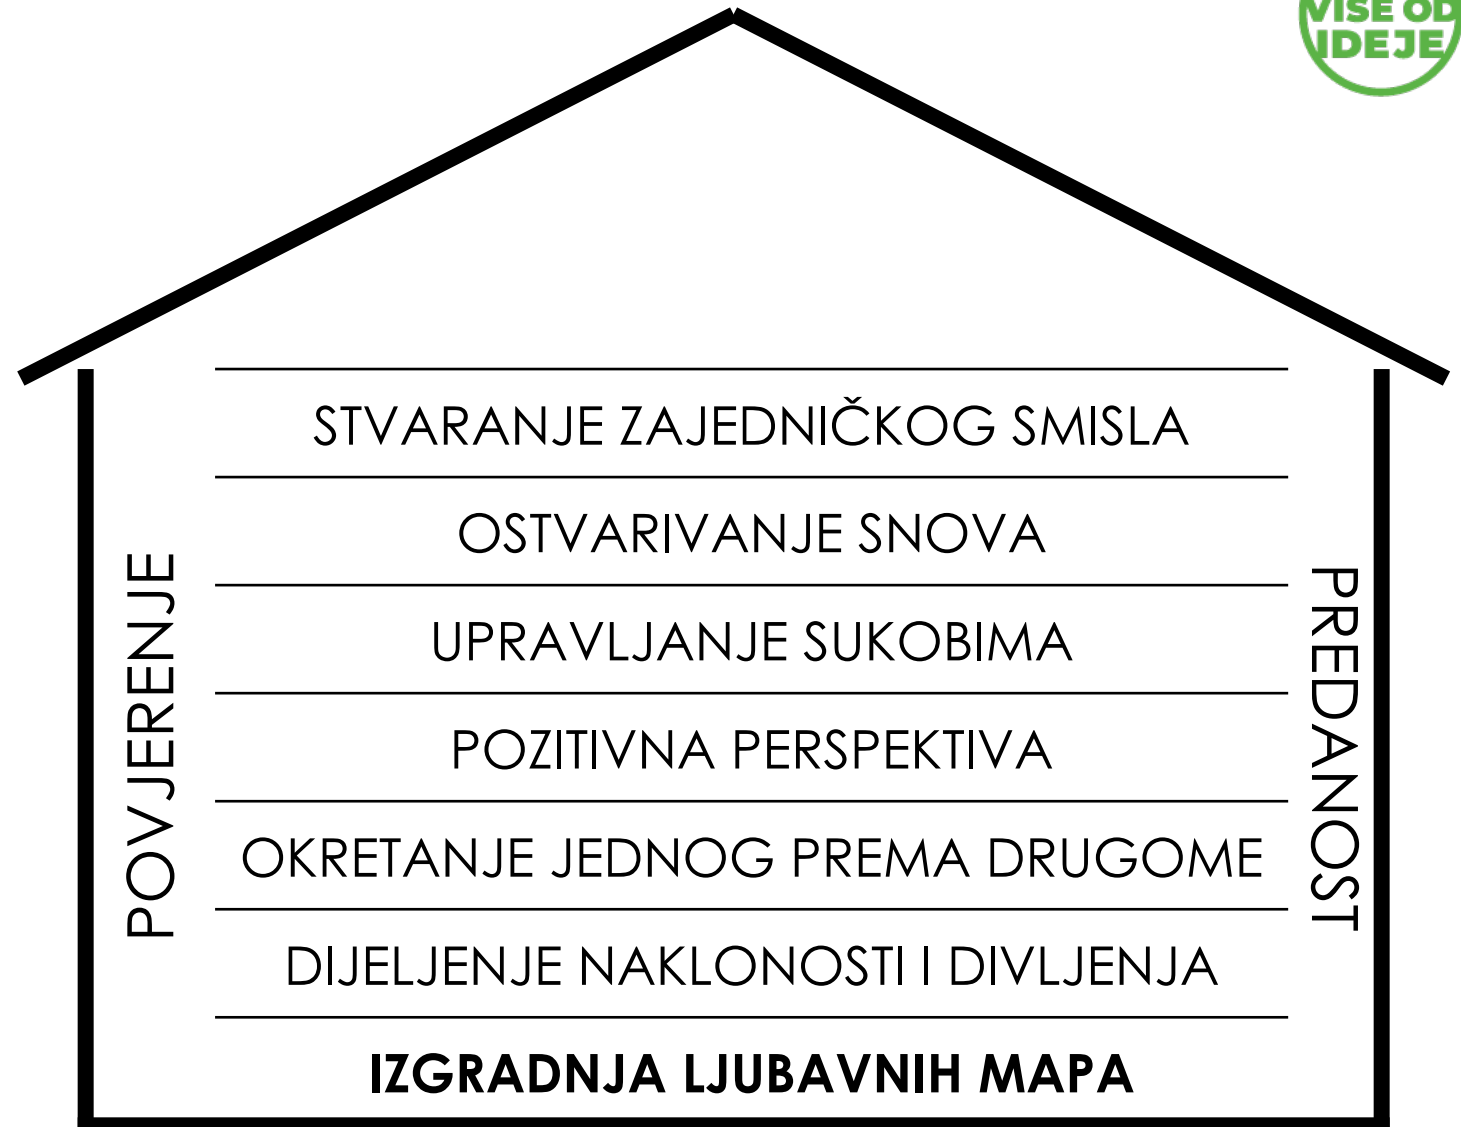 VIŠE OD
IDEJE
STVARANJE ZAJEDNIČKOG SMISLA
OSTVARIVANJE SNOVA
UPRAVLJANJE SUKOBIMA
POZITIVNA PERSPEKTIVA
OKRETANJE JEDNOG PREMA DRUGOME
DIJELJENJE NAKLONOSTI I DIVLJENJA
IZGRADNJA LJUBAVNIH MAPA
POVJERENJE
PREDANOST